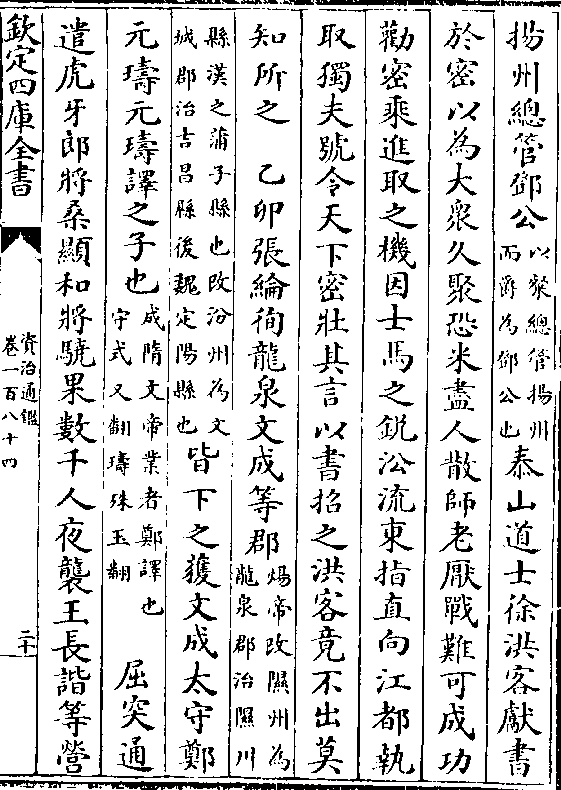 揚州總管鄧公以聚總管揚州而爵為鄧公也泰山道士徐洪客獻書
於密以為大衆久聚恐米盡人散師老厭戰難可成功
勸密乘進取之機因士馬之鋭沿流東指直向江都執
取獨夫號令天下密壯其言以書招之洪客竟不出莫
知所之　乙卯張綸徇龍泉文成等郡煬帝改隰州為龍泉郡治隰川
縣漢之蒲子縣也改汾州為文城郡治吉昌縣後魏定陽縣也皆下之獲文成太守鄭
元璹元璹譯之子也成隋文帝業者鄭譯也守式又翻璹殊玉翻　屈突通
遣虎牙郎將桑顯和將驍果數千人夜襲王長諧等營
欽定四庫全書
資治通鑑
卷一百八十四
二十